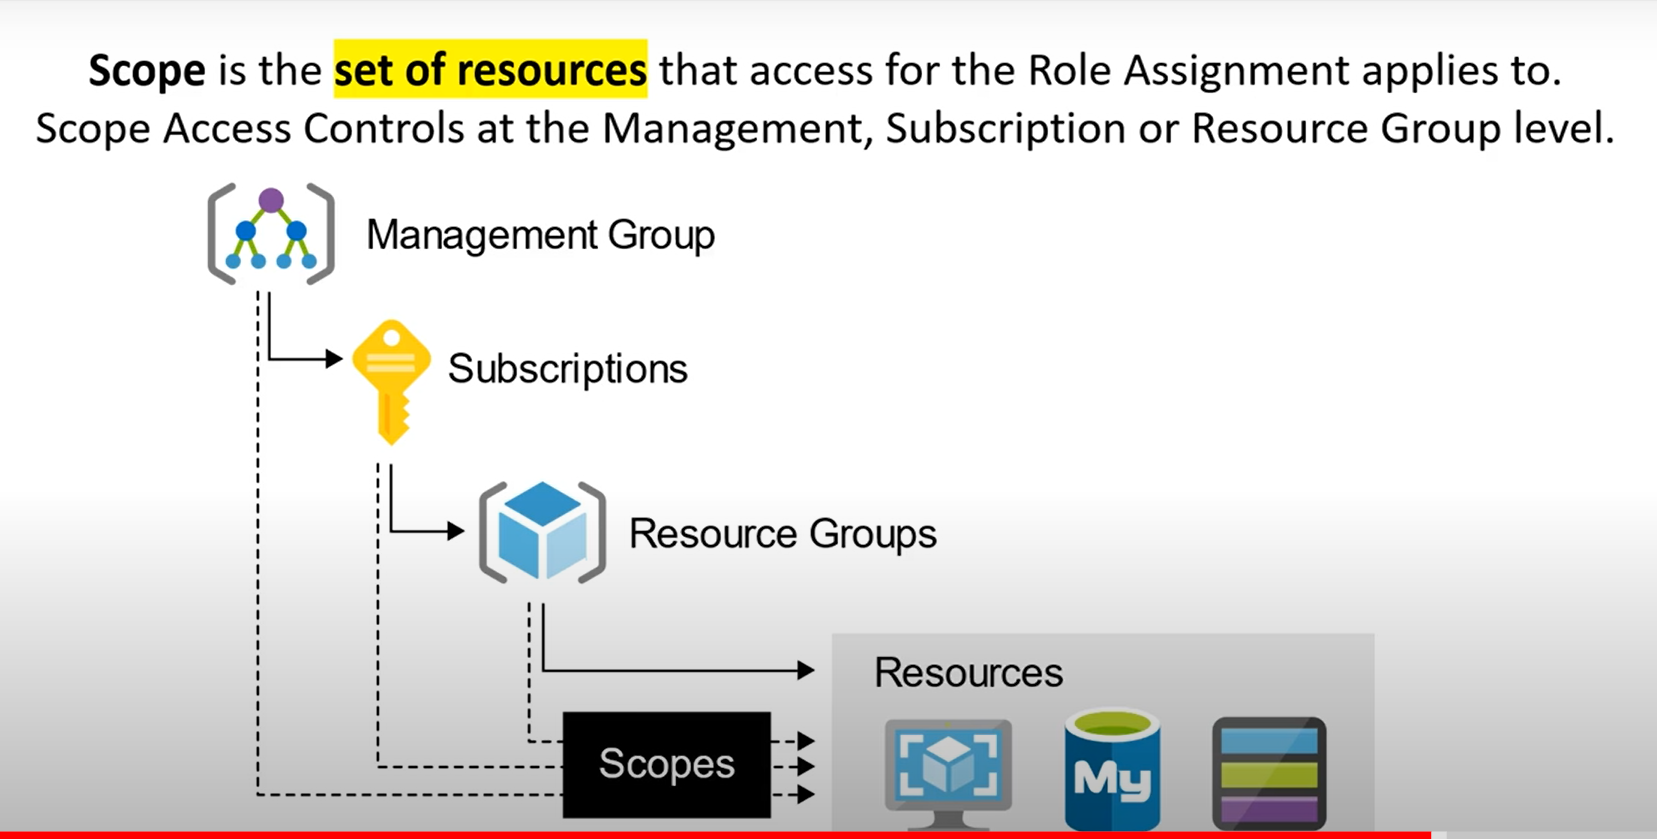 Scope is the set of resources that access for the Role Assignment applies to.
Scope Access Controls at the Management, Subscription or Resource Group level.
Management Group
Subscriptions
Resource Groups
Resources
Scopes
My